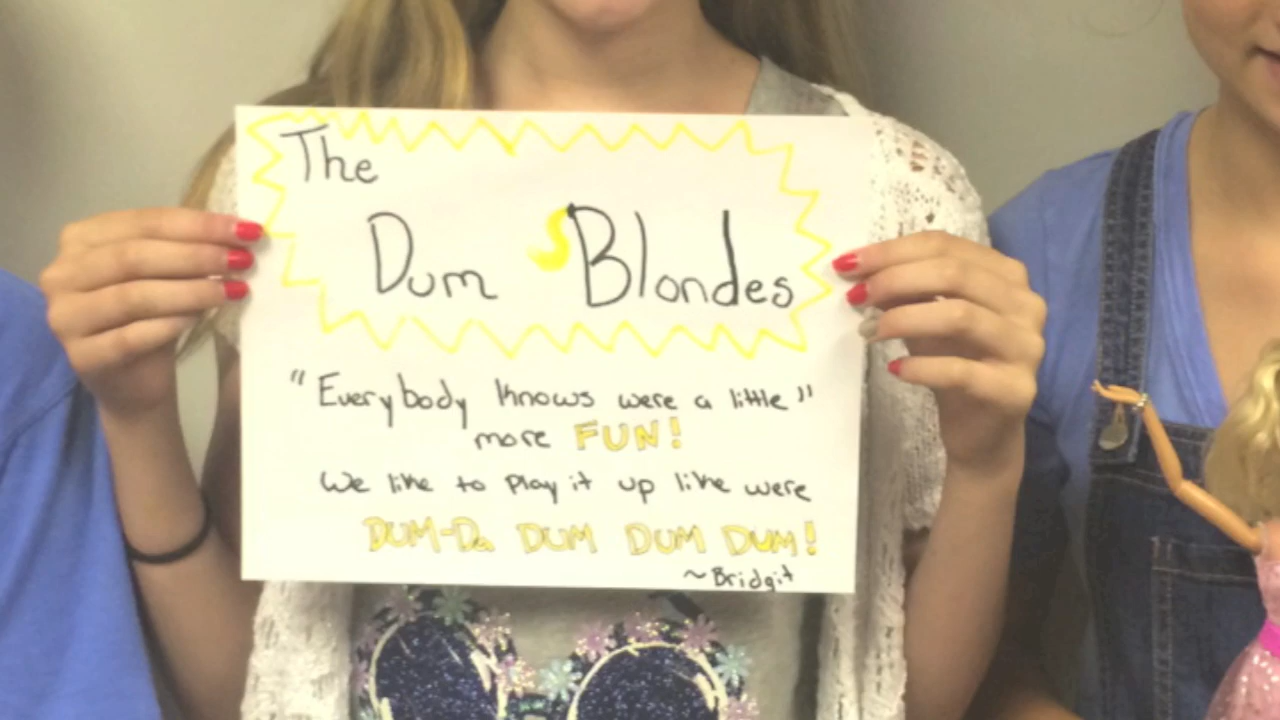 The
Dum SBlondes
"Everybody knows were a little"
more FUN!
We like to Play it up like were
DUM-Da DUM DUM DUM!
~Bridgit